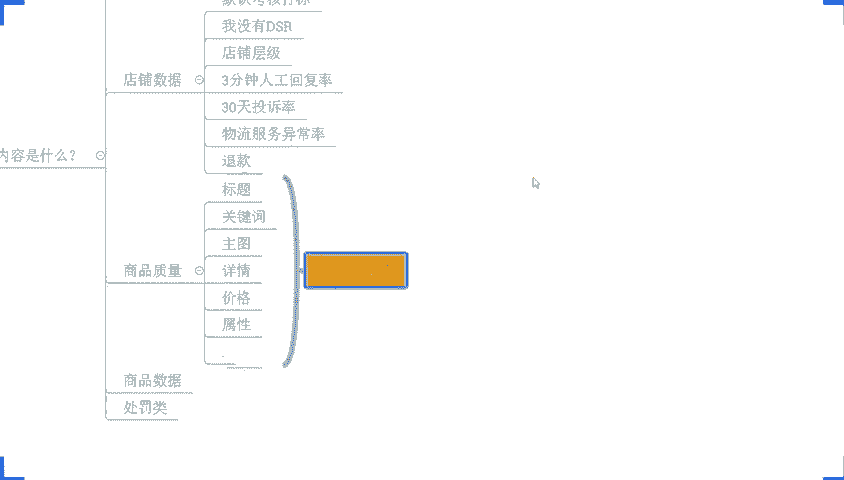 我没有DSR
店铺层级
店铺数据
3分钟人工回复率
30天投诉率
物流服务异常率
内容是什么?
退款
标题
关键词
主图
商品质量
详情
价格
属性
.
商品数据
处罚类